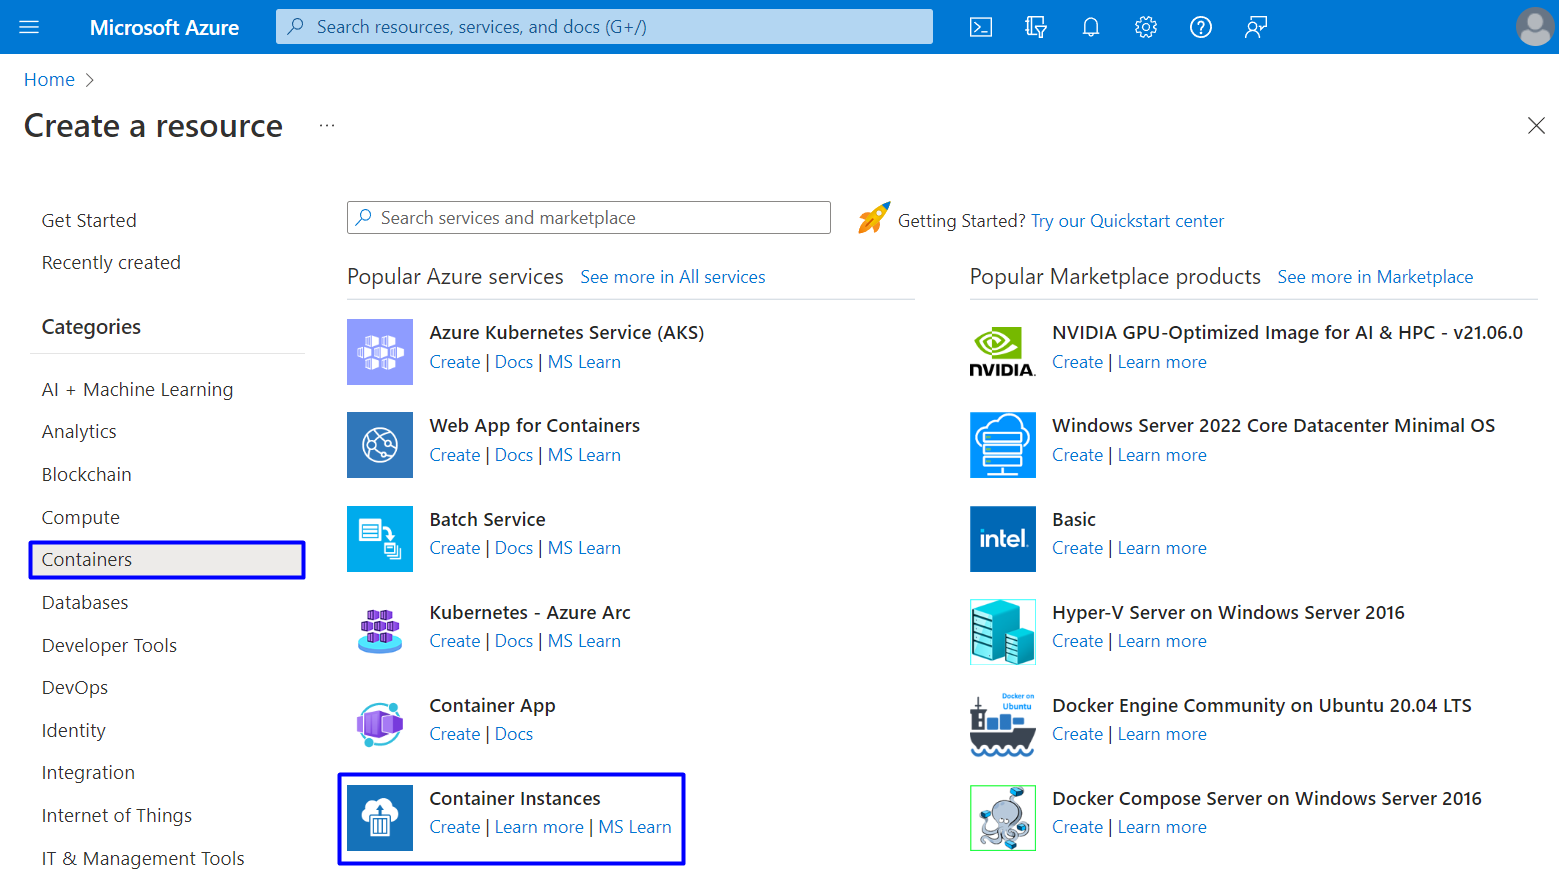 Microsoft Azure
Search resources, services, and docs (G+/)
Home
Create a resource
Get Started
Recently created
Categories
AI + Machine Learning
Analytics
Blockchain
Compute
Containers
Databases
Developer Tools
DevOps
Identity
Integration
Internet of Things
IT & Management Tools
Search services and marketplace
Getting Started? Try our Quickstart center
Popular Azure services See more in All services
Azure Kubernetes Service (AKS)
Create | Docs | MS Learn
Web App for Containers
Create | Docs | MS Learn
Batch Service
Create | Docs | MS Learn
Kubernetes - Azure Arc
Create | Docs | MS Learn
Container App
Create | Docs
Container Instances
Create | Learn more | MS Learn
Popular Marketplace products See more in Marketplace
NVIDIA.
NVIDIA GPU-Optimized Image for AI & HPC - v21.06.0
Create | Learn more
Windows Server 2022 Core Datacenter Minimal OS
Create | Learn more
intel.
Basic
Create | Learn more
Hyper-V Server on Windows Server 2016
Create | Learn more
Docker on
Ubuntu
Docker Engine Community on Ubuntu 20.04 LTS
Create | Learn more
Docker Compose Server on Windows Server 2016
Create | Learn more